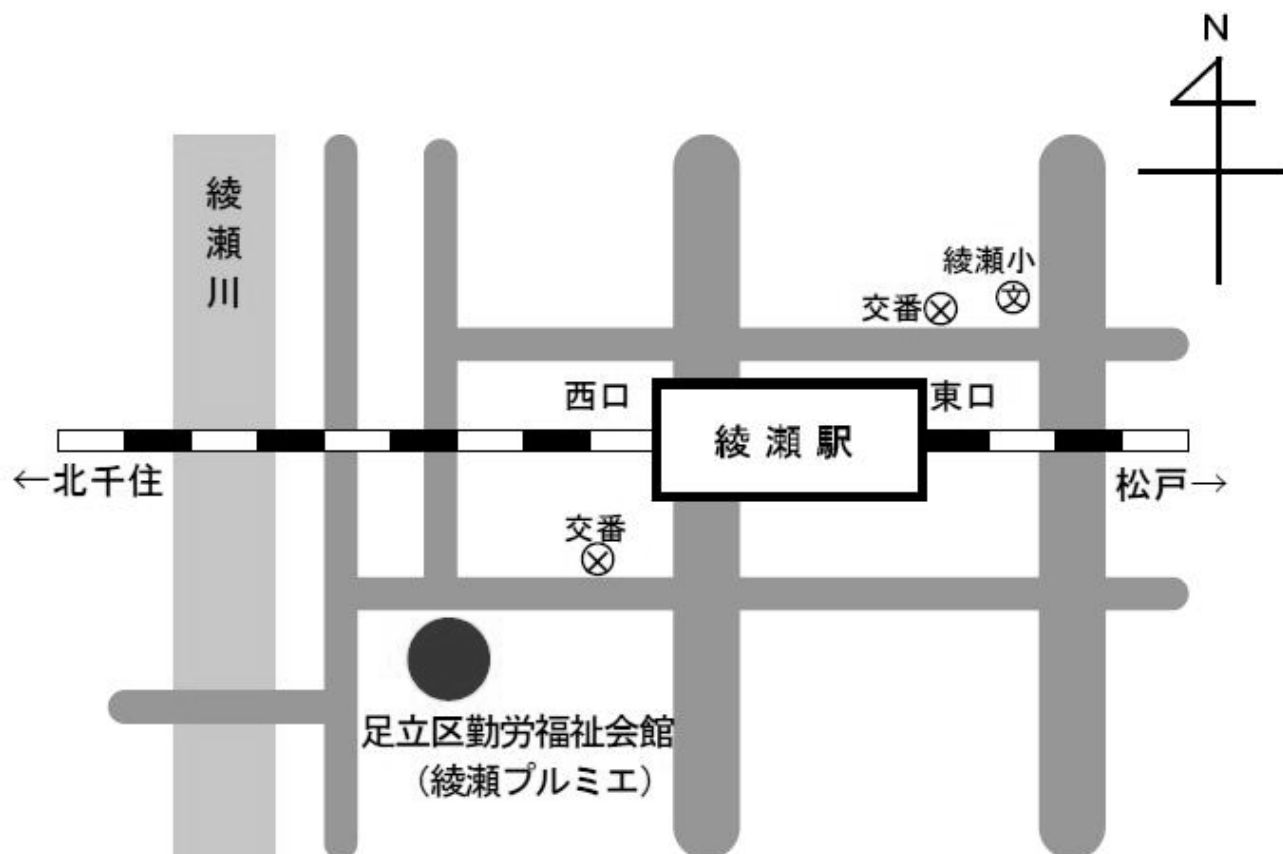 N
綾瀬川
綾瀬小
文
交番
西口
東口
綾瀬駅
←北千住
松戸→
交番
足立区勤労福祉会館
（綾瀬プルミエ）